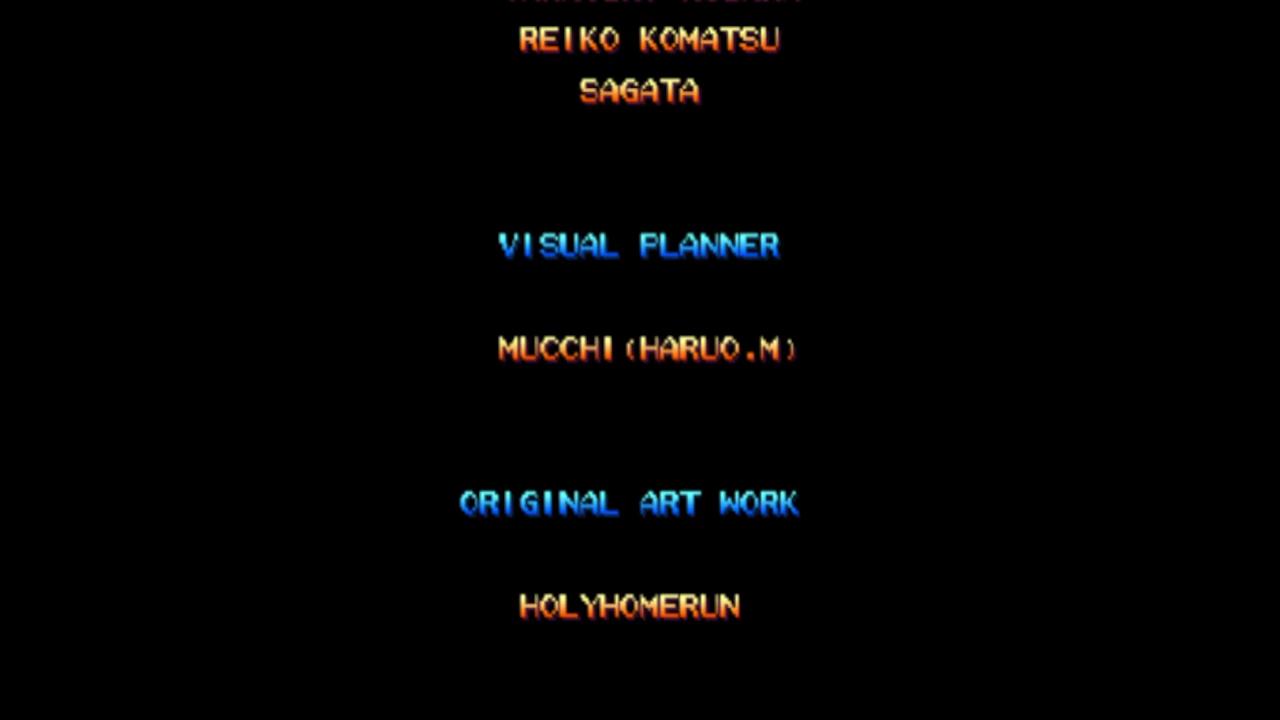 REIKO KOMATSU
SAGATA
VISUAL PLANNER
MUCCHI(HARUO.M)
ORIGINAL ART WORK
HOLYHOMERUN